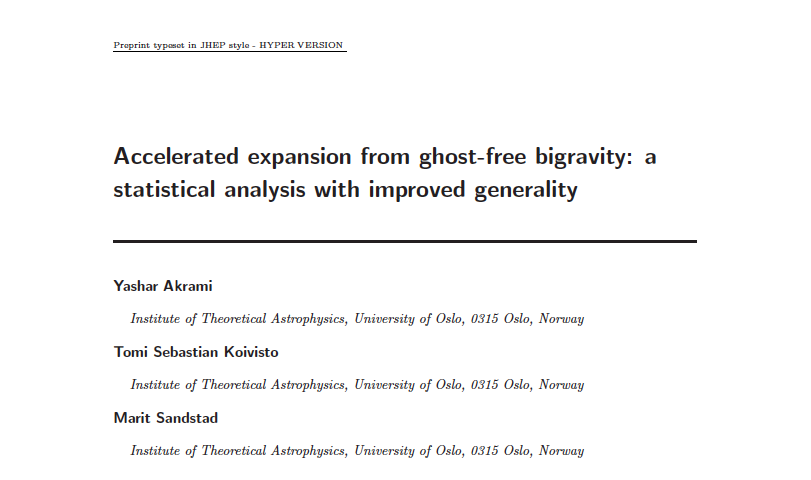 Preprint typeset in JHEP style - HYPER VERSION
Accelerated expansion from ghost-free bigravity: a
statistical analysis with improved generality
Yashar Akrami
Institute of Theoretical Astrophysics, University of Oslo, 0315 Oslo, Norway
Tomi Sebastian Koivisto
Institute of Theoretical Astrophysics, University of Oslo, 0315 Oslo, Norway
Marit Sandstad
Institute of Theoretical Astrophysics, University of Oslo, 0315 Oslo, Norway